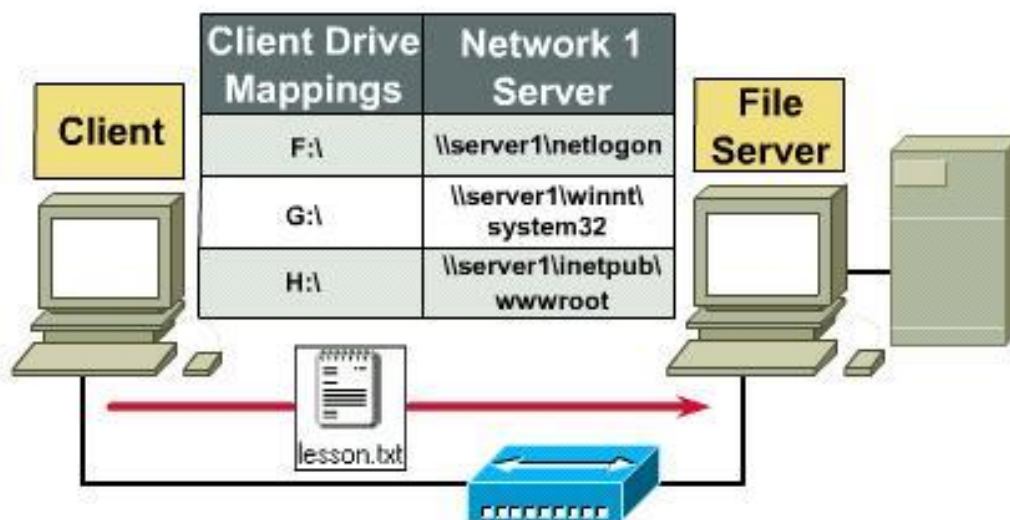 Client Drive
Mappings
Network 1
Server
Client
File
Server
F:\
\\server1\netlogon
G:\
\\server1\winnt\
system32
H:\
\\server1\inetpub\
wwwroot
lesson.txt